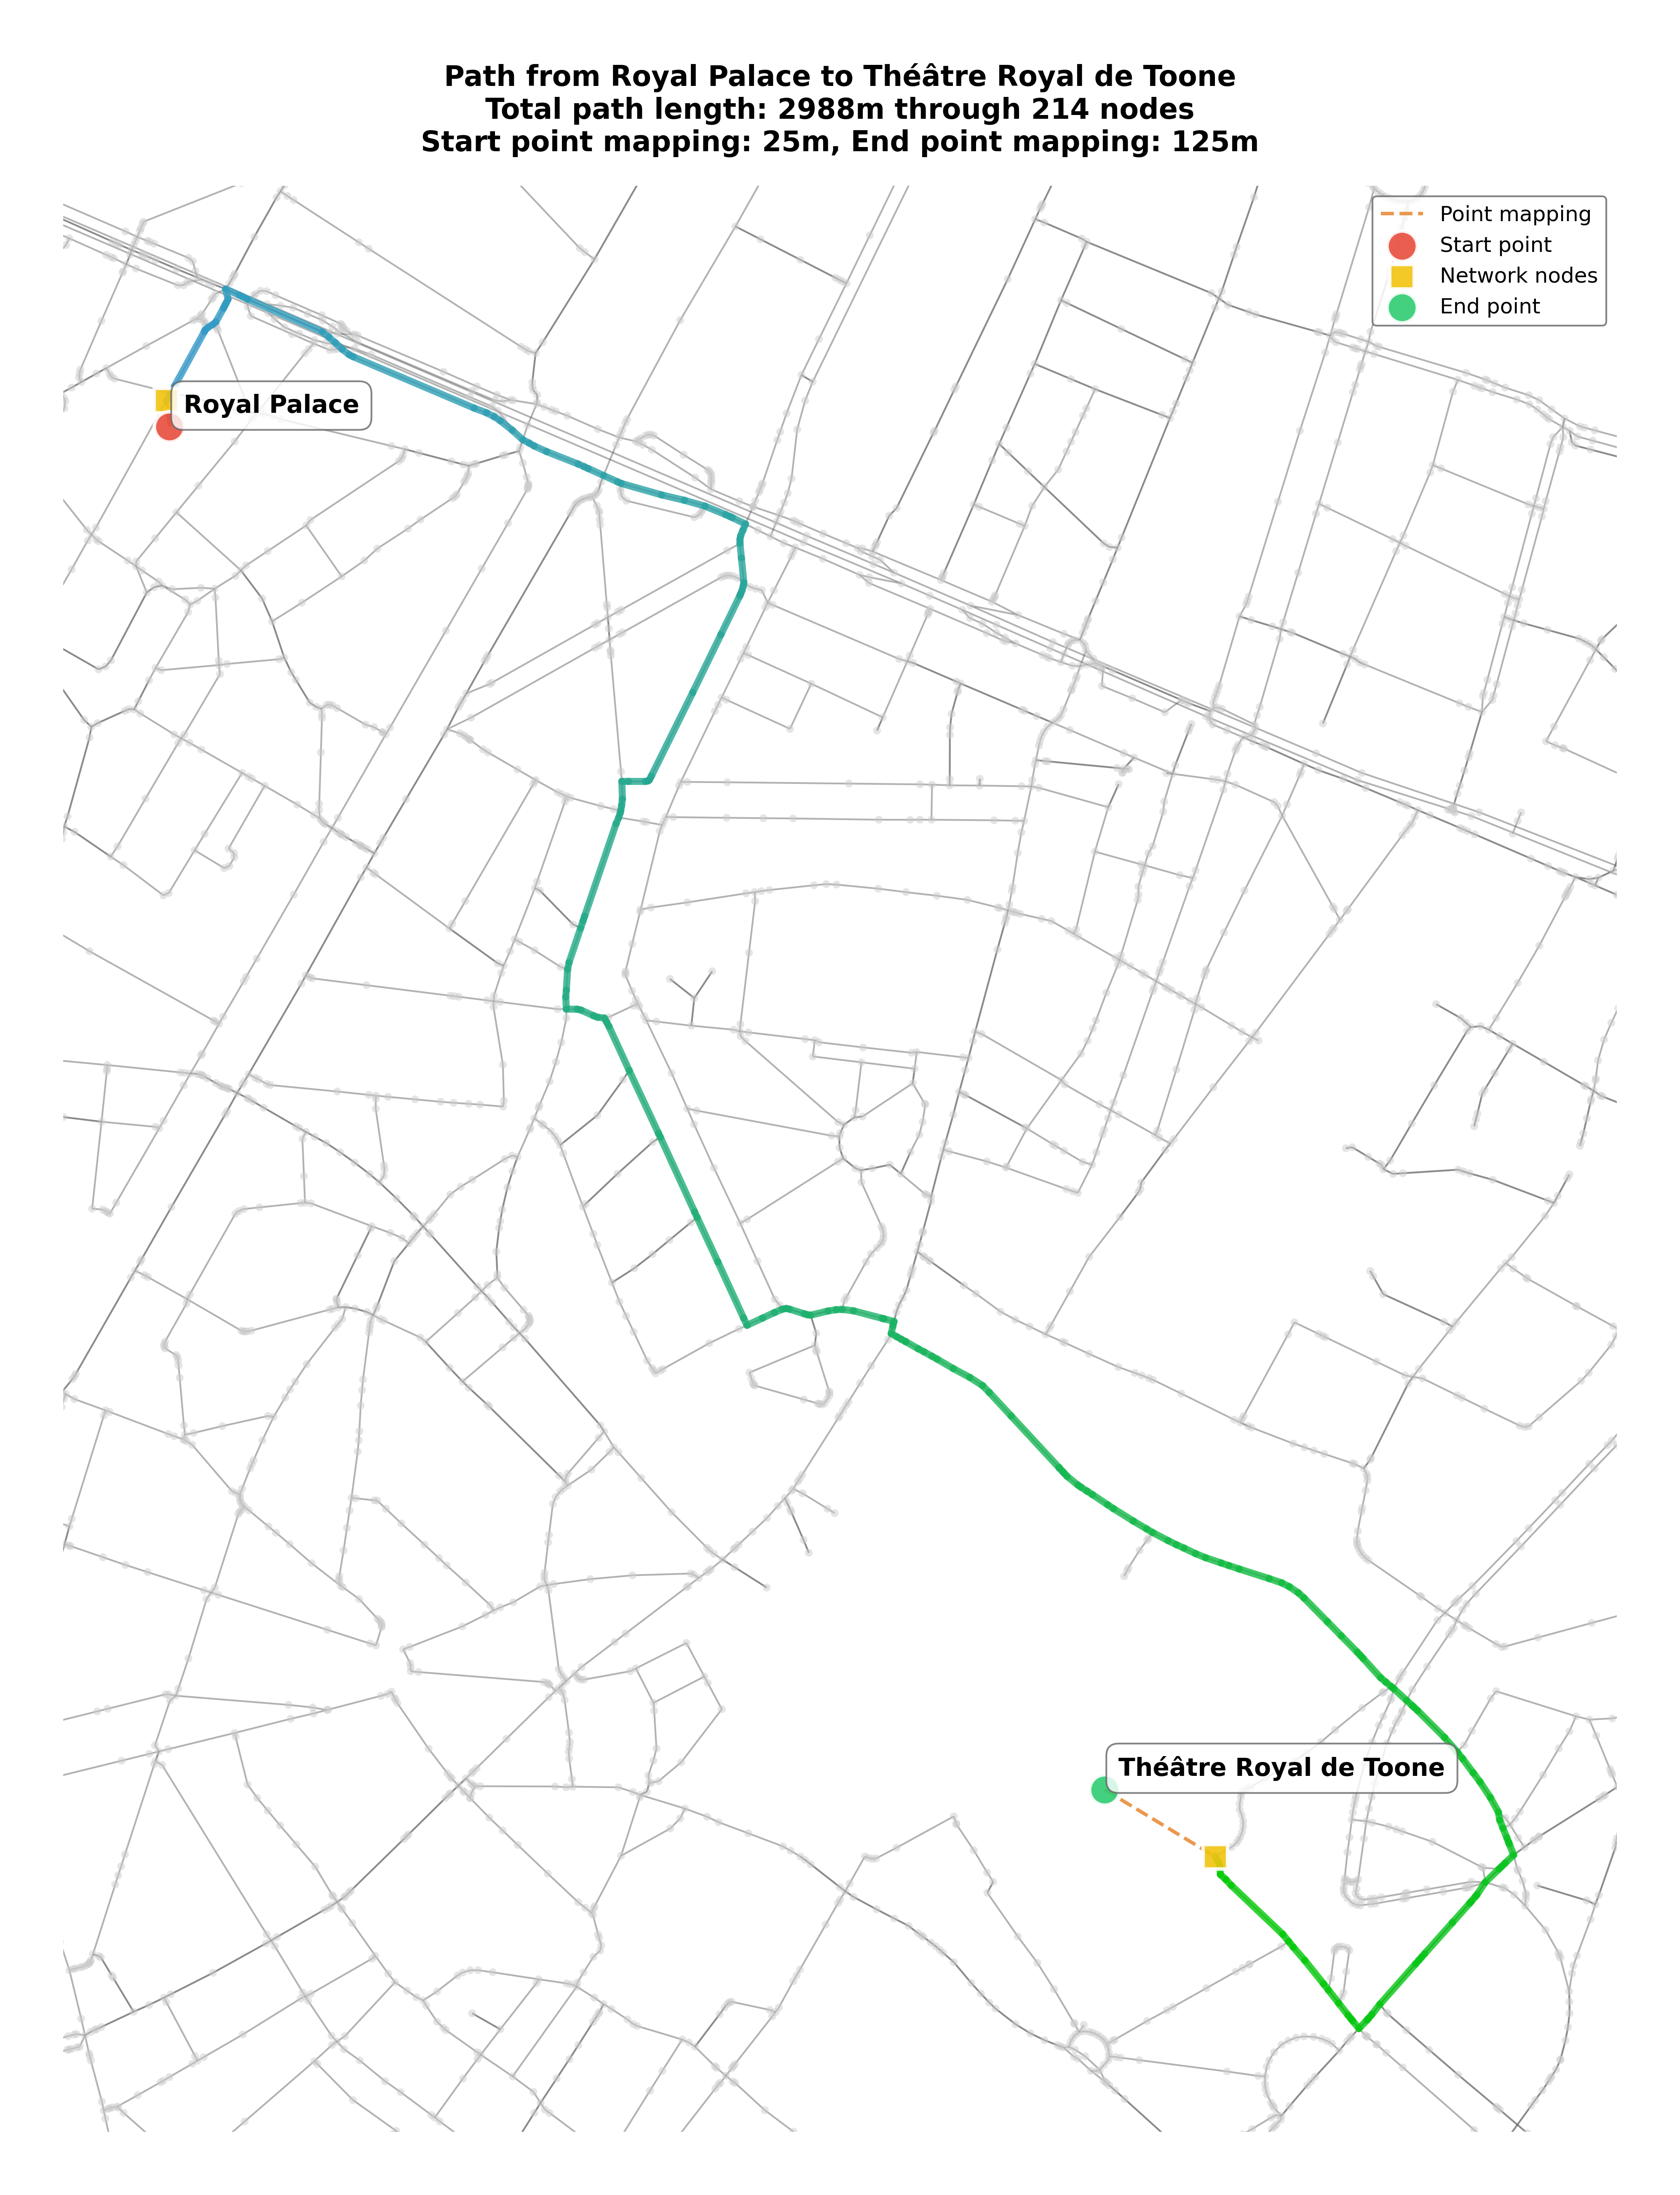 Path from Royal Palace to Théâtre Royal de Toone
Total path length: 2988m through 214 nodes
Start point mapping: 25m, End point mapping: 125m
Point mapping
Start point
Network nodes
End point
Royal Palace
Théâtre Royal de Toone